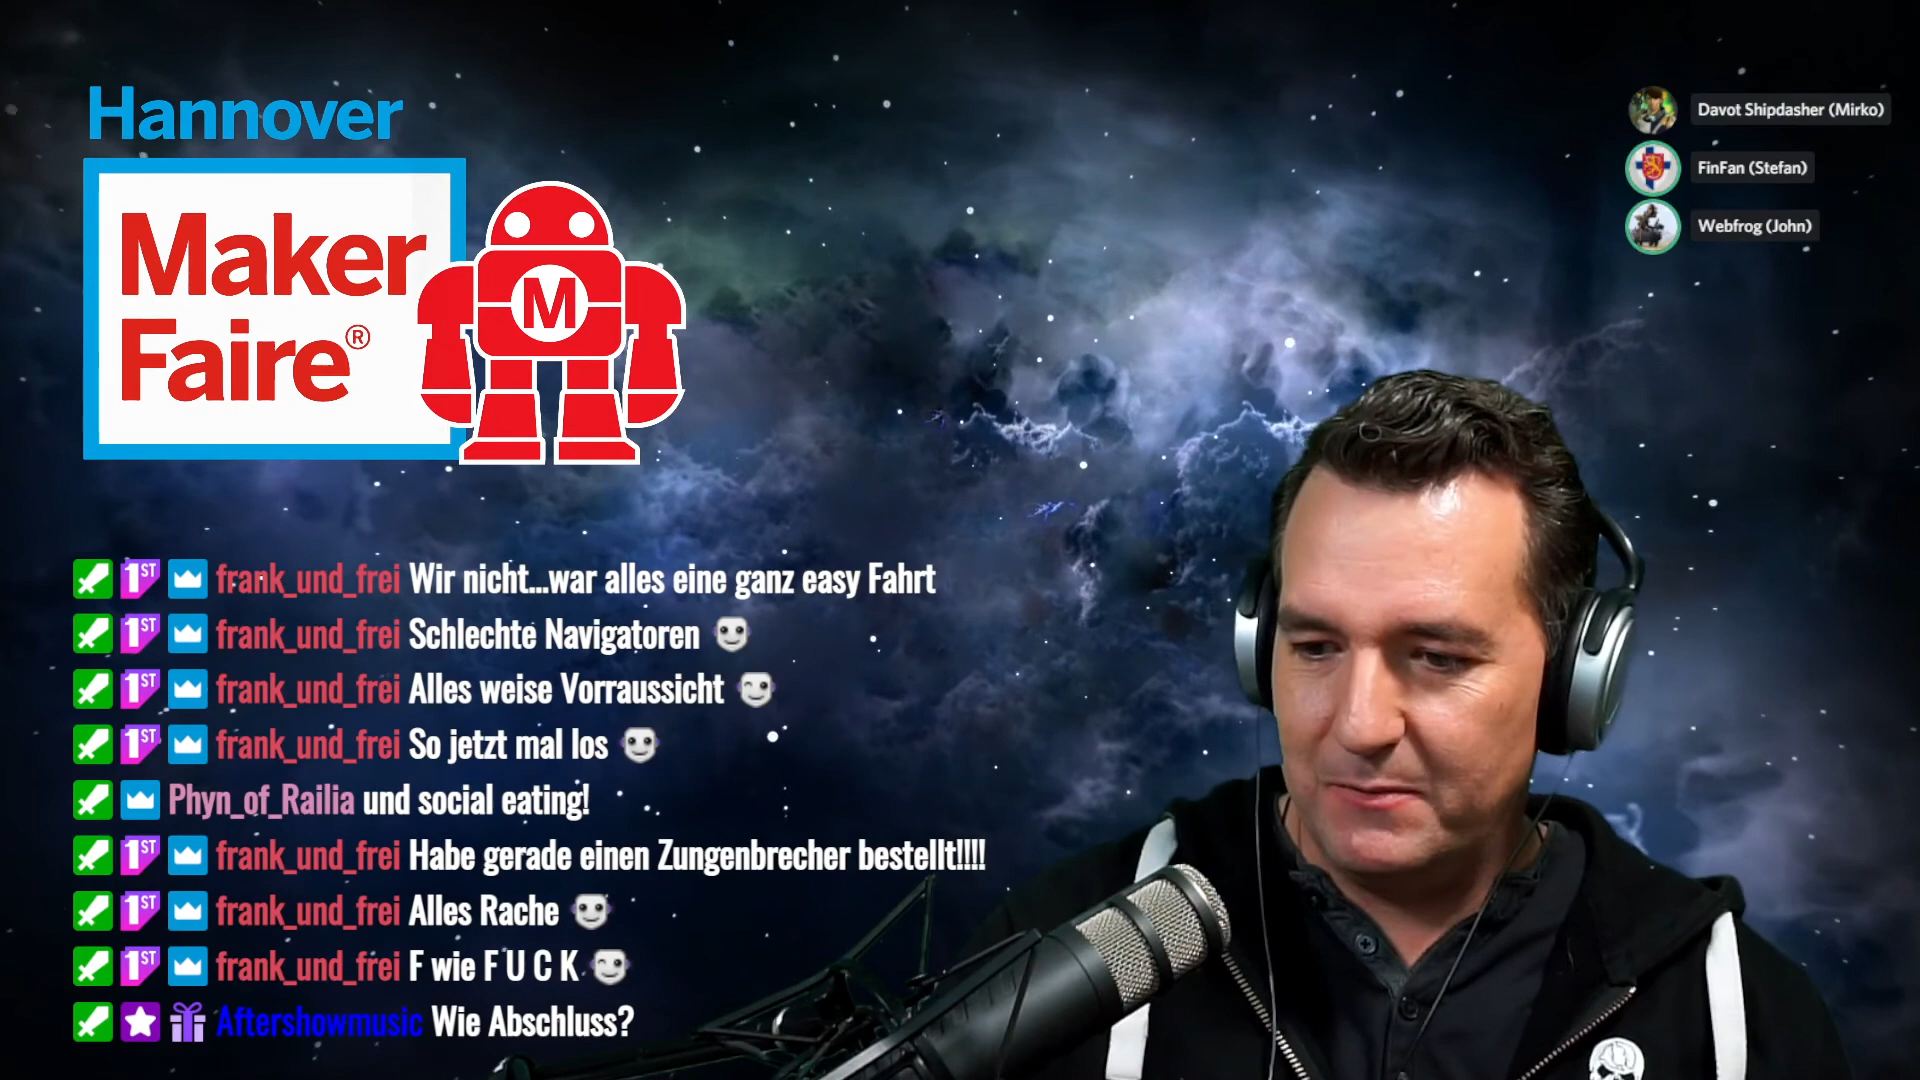 Hannover
Maker
Faire®
M
Davot Shipdasher (Mirko)
FinFan (Stefan)
Webfrog (John)
1ST frank_und_frei Wir nicht...war alles eine ganz easy Fahrt
1ST frank_und_frei Schlechte Navigatoren
1ST frank_und_frei Alles weise Vorraussicht
1ST frank_und_frei So jetzt mal los
Phyn_of_Railia und social eating!
1ST frank_und_frei Habe gerade einen Zungenbrecher bestellt!!!!
1ST frank_und_frei Alles Rache
1ST frank_und_frei F wie F U C K
Aftershowmusic Wie Abschluss?